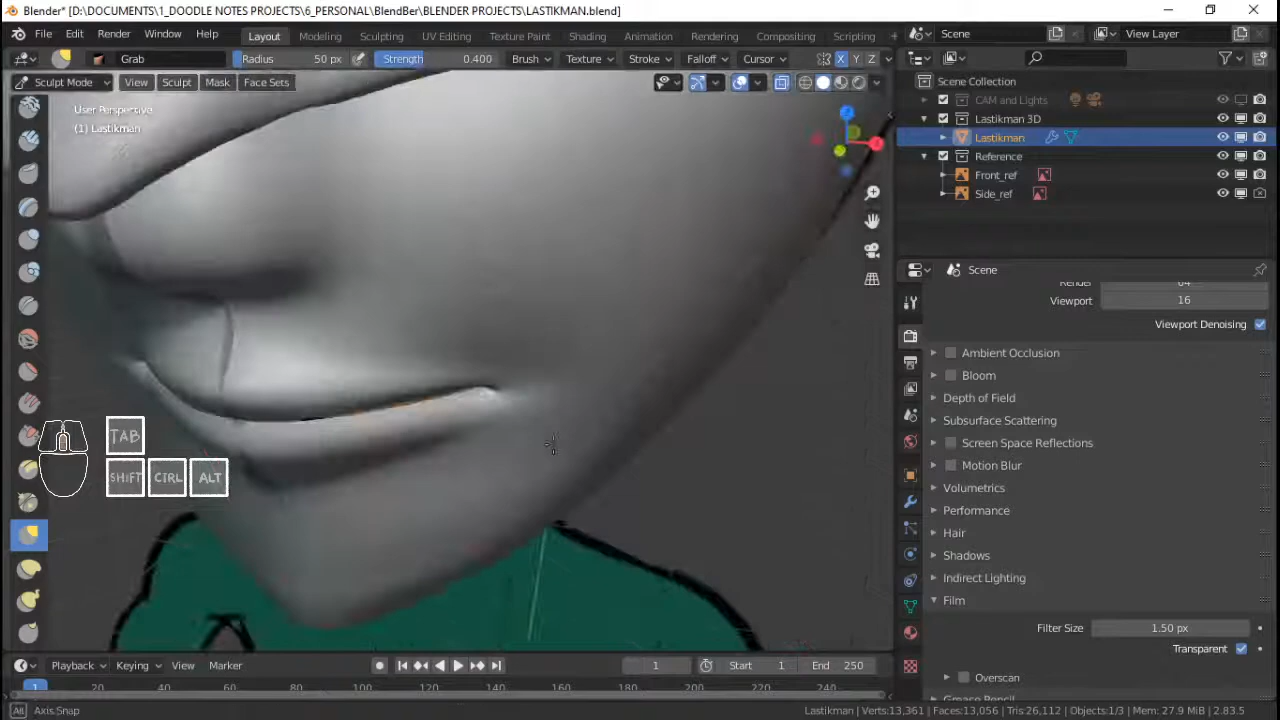 Blender* [D:\DOCUMENTS\1_DOODLE NOTES PROJECTS\6_PERSONAL\BlendBer\BLENDER PROJECTS\LASTIKMAN.blend]
File Edit Render Window Help Layout Modeling Sculpting UV Editing Texture Paint Shading Animation Rendering Compositing Scripting Scene View Layer
Grab Radius 50 px Strength 0.400 Brush Texture Stroke Falloff Cursor X Y Z
Sculpt Mode View Sculpt Mask Face Sets
Scene Collection
CAM and Lights
Lastikman 3D
Lastikman
Reference
Front_ref
Side_ref
User Perspective
(1) Lastikman
Scene
Render 64
Viewport 16
Viewport Denoising
Ambient Occlusion
Bloom
Depth of Field
Subsurface Scattering
Screen Space Reflections
Motion Blur
Volumetrics
Performance
Hair
Shadows
Indirect Lighting
Film
Filter Size 1.50 px
Transparent
Overscan
Grease Pencil
TAB
SHIFT CTRL ALT
Playback Keying View Marker 1 Start 1 End 250
1 20 40 60 80 100 120 140 160 180 200 220 240
Axis Snap Lastikman | Verts:13,361 | Faces:13,056 | Tris:26,112 | Objects:1/3 | Mem: 27.9 MiB | 2.83.5